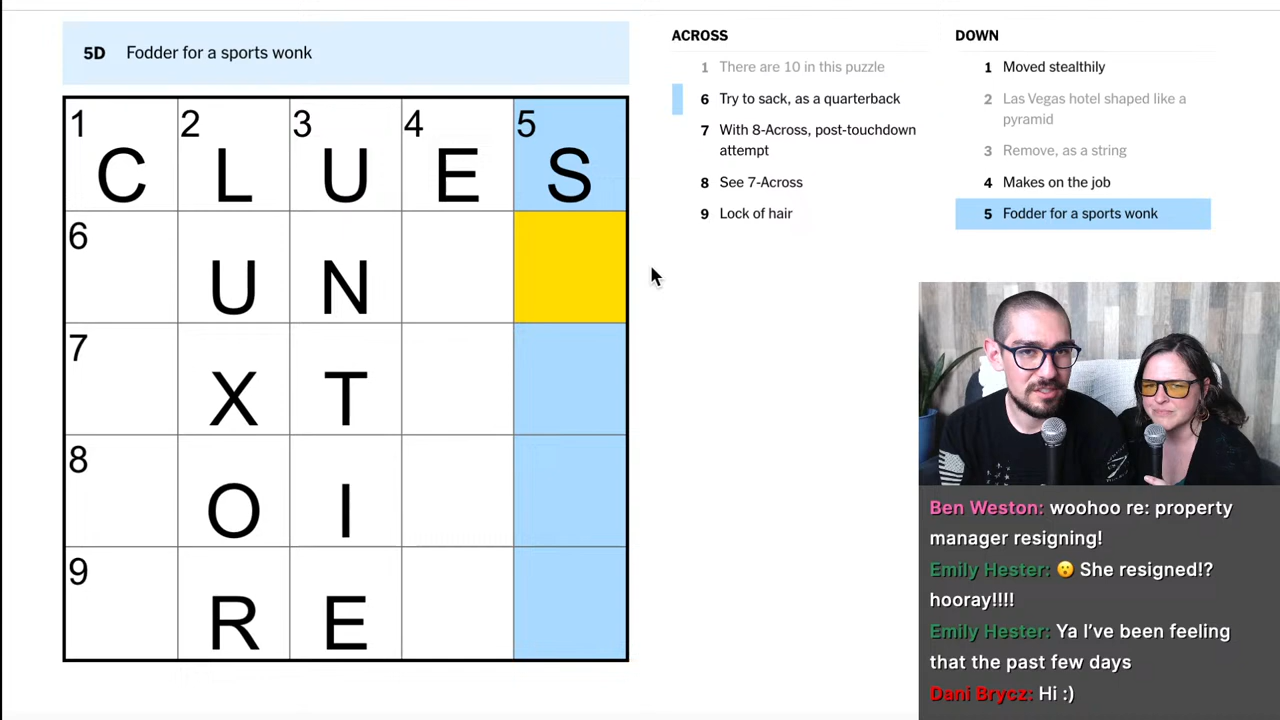 5D Fodder for a sports wonk
1 2 3 4 5
C L U E S
6
U N
7
X T
8
O I
9
R E
ACROSS
1 There are 10 in this puzzle
6 Try to sack, as a quarterback
7 With 8-Across, post-touchdown
attempt
8 See 7-Across
9 Lock of hair
DOWN
1 Moved stealthily
2 Las Vegas hotel shaped like a
pyramid
3 Remove, as a string
4 Makes on the job
5 Fodder for a sports wonk
Ben Weston: woohoo re: property
manager resigning!
Emily Hester: 😮 She resigned!?
hooray!!!!
Emily Hester: Ya I've been feeling
that the past few days
Dani Brycz: Hi :)